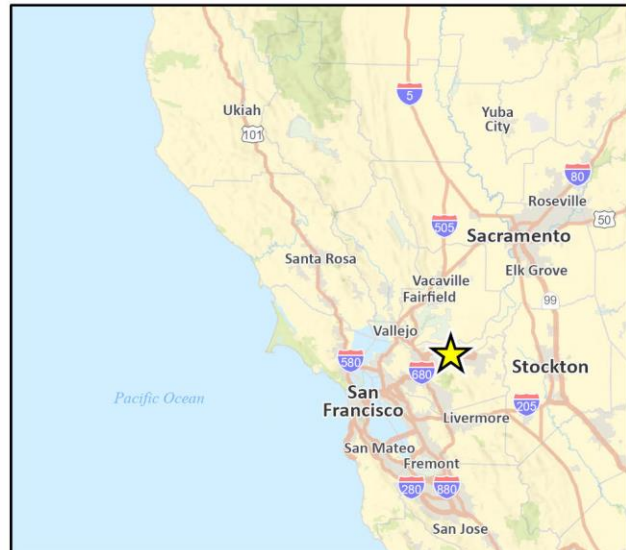 5
Ukiah
101
Yuba
City
80
Roseville
50
505
Sacramento
Santa Rosa
Elk Grove
Vacaville
Fairfield
99
Vallejo
580
680
Stockton
Pacific Ocean
San
Francisco
205
Livermore
San Mateo
Fremont
280
880
San Jose